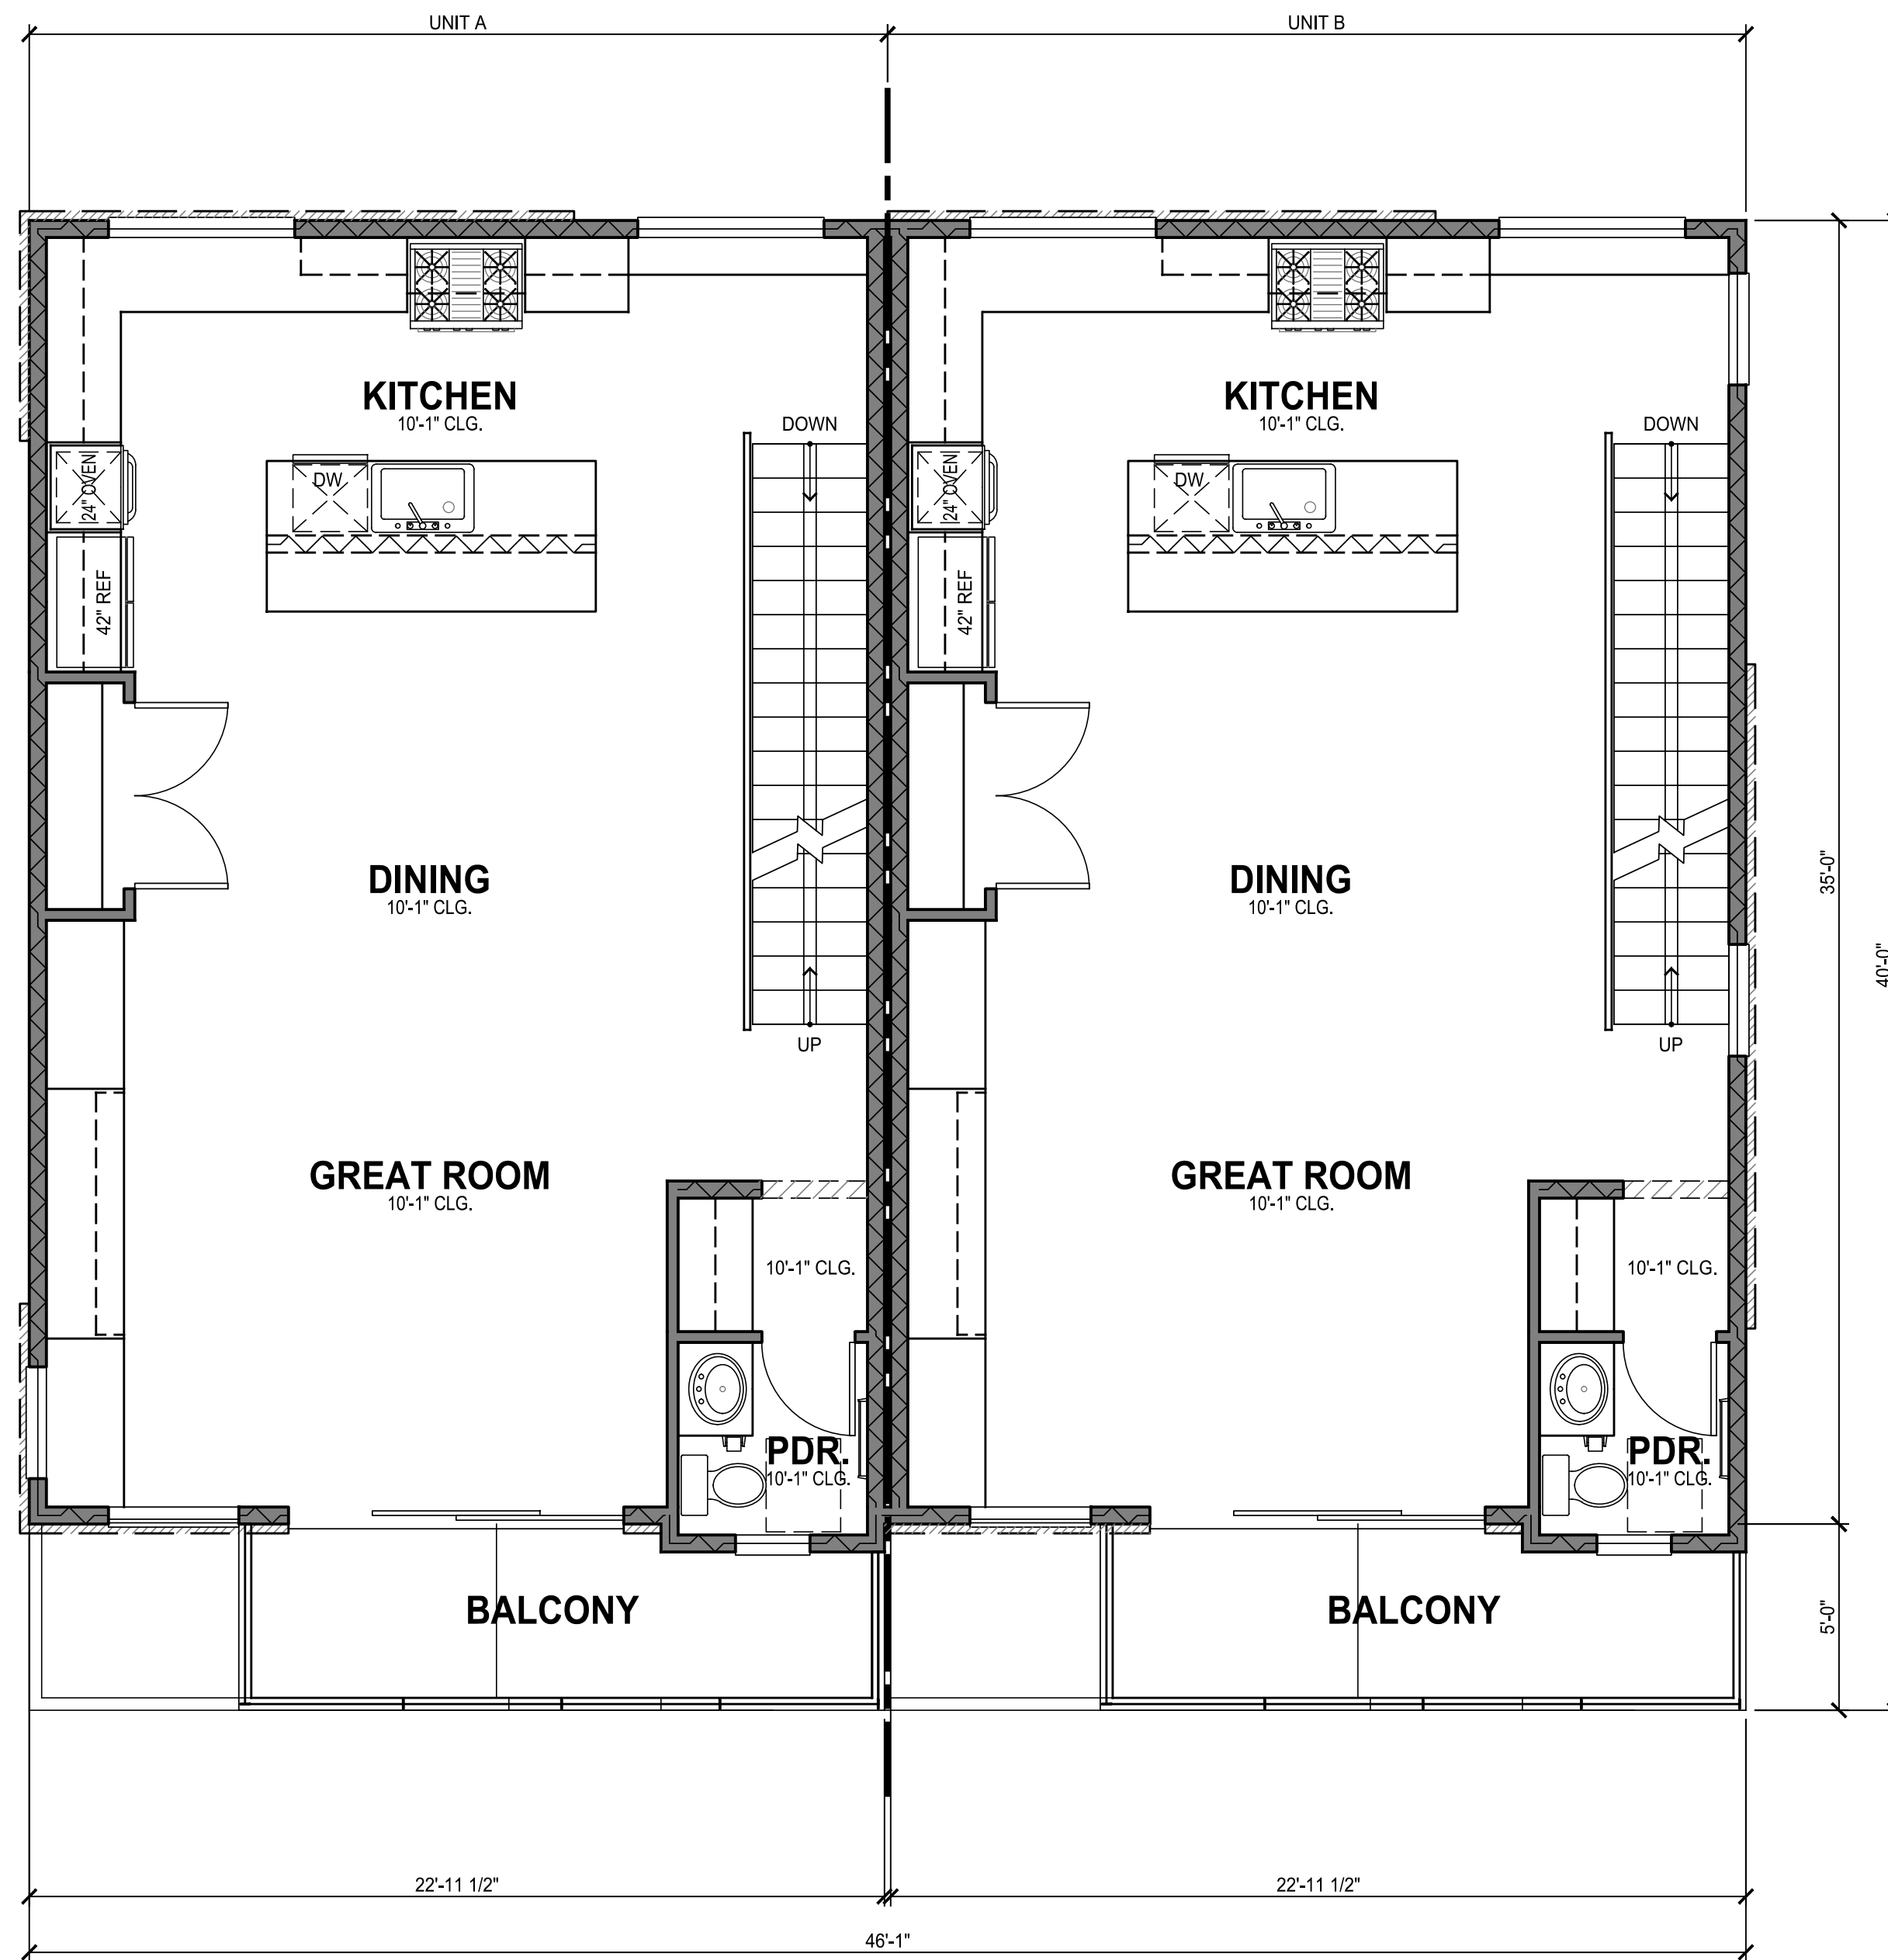 UNIT A
UNIT B
KITCHEN
10'-1" CLG.
KITCHEN
10'-1" CLG.
DOWN
DOWN
24" OVEN
DW
24" OVEN
DW
42" REF
42" REF
DINING
10'-1" CLG.
DINING
10'-1" CLG.
35'-0"
40'-0"
UP
UP
GREAT ROOM
10'-1" CLG.
GREAT ROOM
10'-1" CLG.
10'-1" CLG.
10'-1" CLG.
PDR.
10'-1" CLG.
PDR.
10'-1" CLG.
BALCONY
BALCONY
5'-0"
22'-11 1/2"
22'-11 1/2"
46'-1"